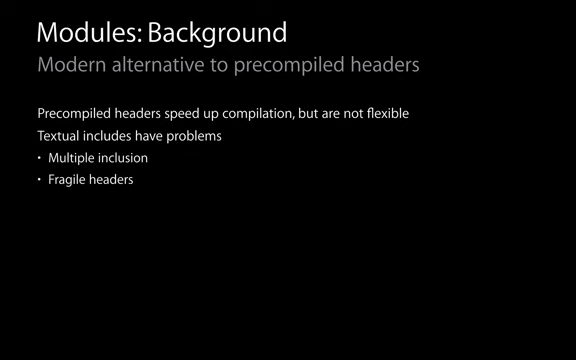 Modules: Background
Modern alternative to precompiled headers
Precompiled headers speed up compilation, but are not flexible
Textual includes have problems
• Multiple inclusion
• Fragile headers